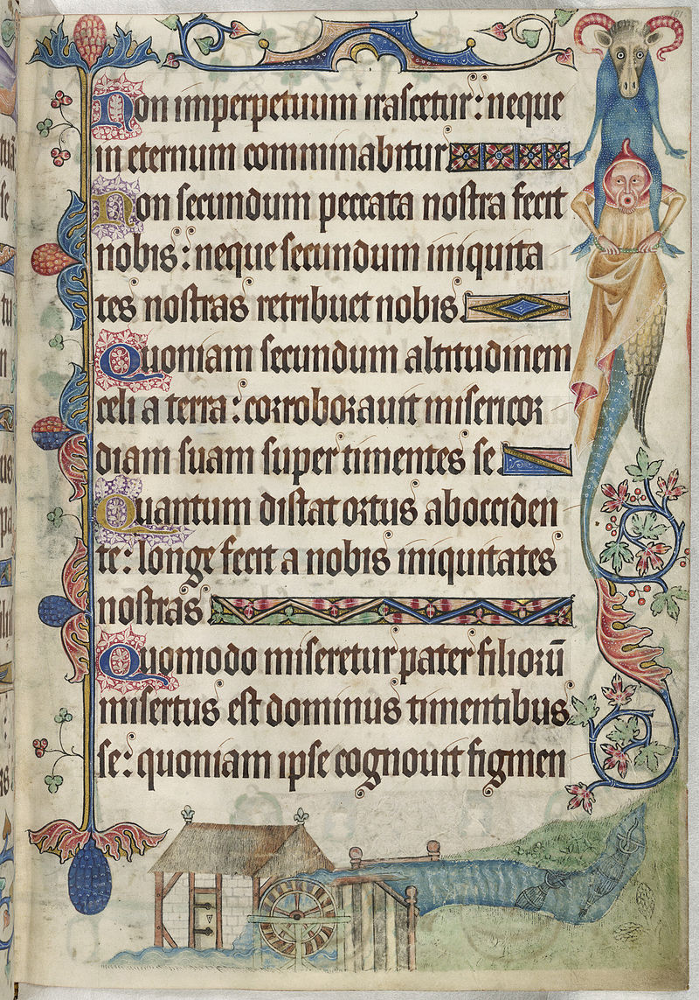 Non imperpetuum irascetur: neque
in eternum comminabitur.
Non secundum peccata nostra fecit
nobis: neque secundum iniquita
tes nostras retribuet nobis.
Quoniam secundum altitudinem
celi a terra: corroborauit misericor
diam suam super timentes se.
Quantum distat ortus ab occiden
te: longe fecit a nobis iniquitates
nostras
Quomodo miseretur pater filiorū
misertus est dominus timentibus
se: quoniam ipse cognouit figmen